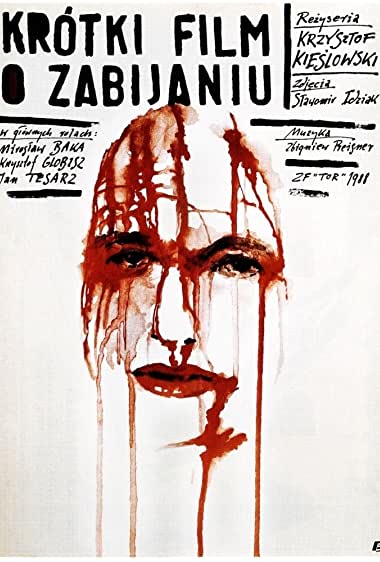 KRÓTKI FILM
O ZABIJANIU
Reżyseria
KRZYSZTOF
KIEŚLOWSKI
Zdjęcia
Sławomir Idziak
w głównych rolach:
Mirosław BAKA
Krzysztof GLOBISZ
Jan TESARZ
Muzyka
Zbigniew Preisner
ZF "TOR" 1988